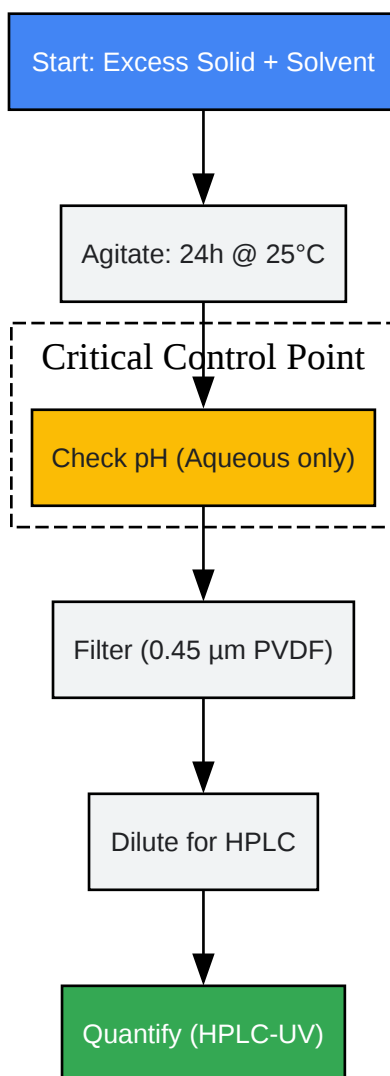 Start: Excess Solid + Solvent
Agitate: 24h @ 25°C
Critical Control Point
Check pH (Aqueous only)
Filter (0.45 µm PVDF)
Dilute for HPLC
Quantify (HPLC-UV)